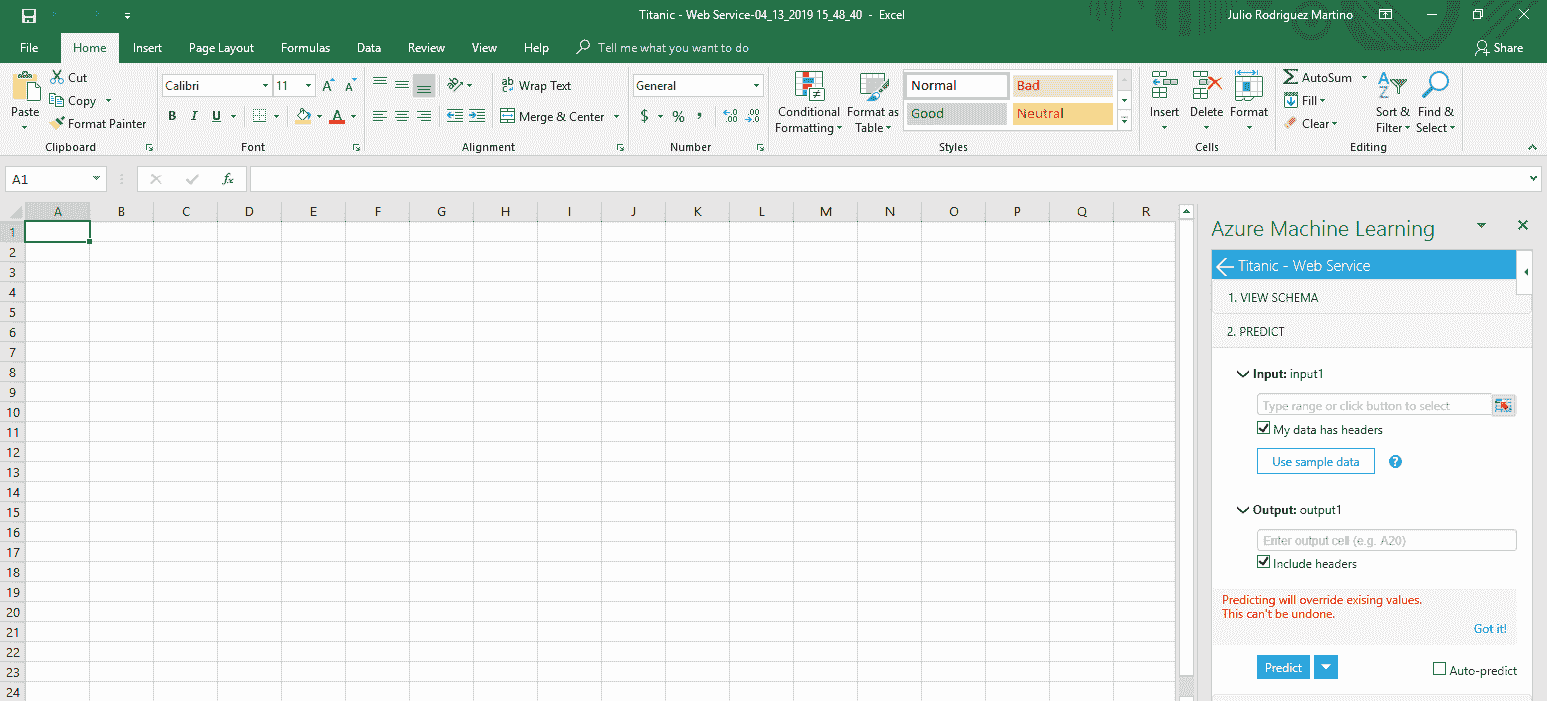 Titanic - Web Service-04_13_2019 15_48_40 - Excel
Julio Rodriguez Martino
File Home Insert Page Layout Formulas Data Review View Help Tell me what you want to do Share
Paste
Cut
Copy
Format Painter
Clipboard
Calibri 11 A A
B I U A
Font
Wrap Text
Merge & Center
Alignment
General
$ % , .00 .00
Number
Conditional Formatting
Format as Table
Normal Bad
Good Neutral
Styles
Insert Delete Format
Cells
AutoSum
Fill
Clear
Sort & Filter
Find & Select
Editing
A1 fx
A B C D E F G H I J K L M N O P Q R
1
2
3
4
5
6
7
8
9
10
11
12
13
14
15
16
17
18
19
20
21
22
23
24
Azure Machine Learning
Titanic - Web Service
1. VIEW SCHEMA
2. PREDICT
Input: input1
Type range or click button to select
My data has headers
Use sample data ?
Output: output1
Enter output cell (e.g. A20)
Include headers
Predicting will override exising values.
This can't be undone.
Got it!
Predict
Auto-predict